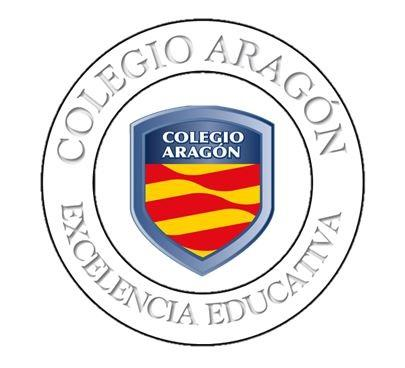 COLEGIO ARAGÓN
COLEGIO
ARAGÓN
EXCELENCIA EDUCATIVA